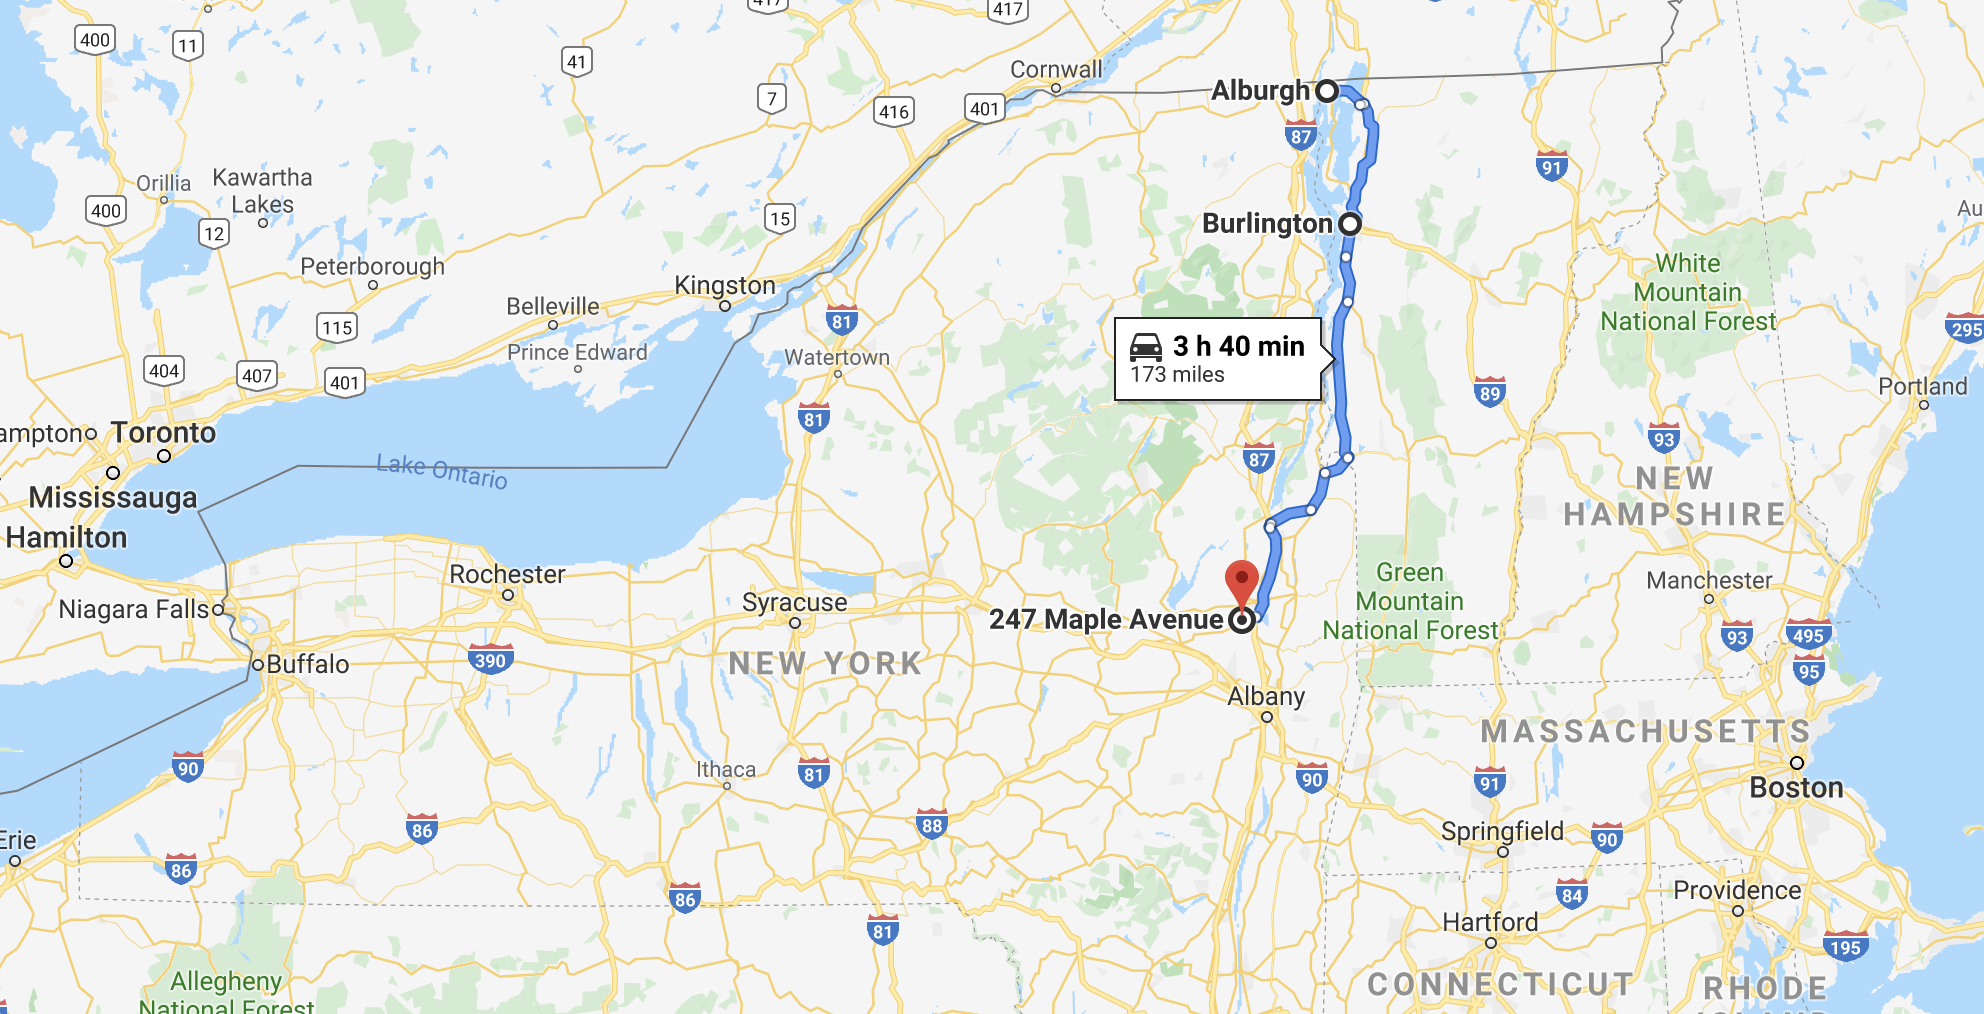 417
417
400
11
41
Cornwall
7
416
401
Alburgh
87
91
Orillia
Kawartha
Lakes
400
12
15
Au
Burlington
Peterborough
Kingston
Belleville
115
81
White
Mountain
National Forest
295
Prince Edward
Watertown
3 h 40 min
173 miles
404
407
401
89
Portland
81
ampton
Toronto
93
87
Lake Ontario
Mississauga
NEW
HAMPSHIRE
Hamilton
Rochester
Green
Mountain
National Forest
Manchester
Niagara Falls
Syracuse
247 Maple Avenue
93
495
95
Buffalo
390
NEW YORK
Albany
MASSACHUSETTS
90
Ithaca
81
90
91
Boston
86
88
Springfield
90
Erie
86
86
84
Providence
Hartford
81
195
Allegheny
National Forest
CONNECTICUT
RHODE
ISLAND